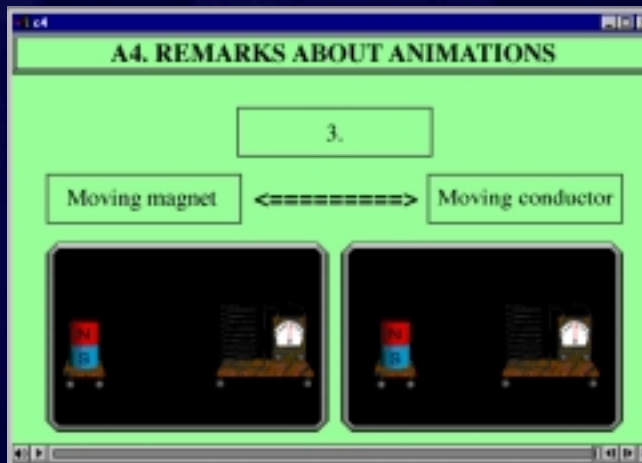 c4
A4. REMARKS ABOUT ANIMATIONS
3.
Moving magnet <=========> Moving conductor
N
S
N
S